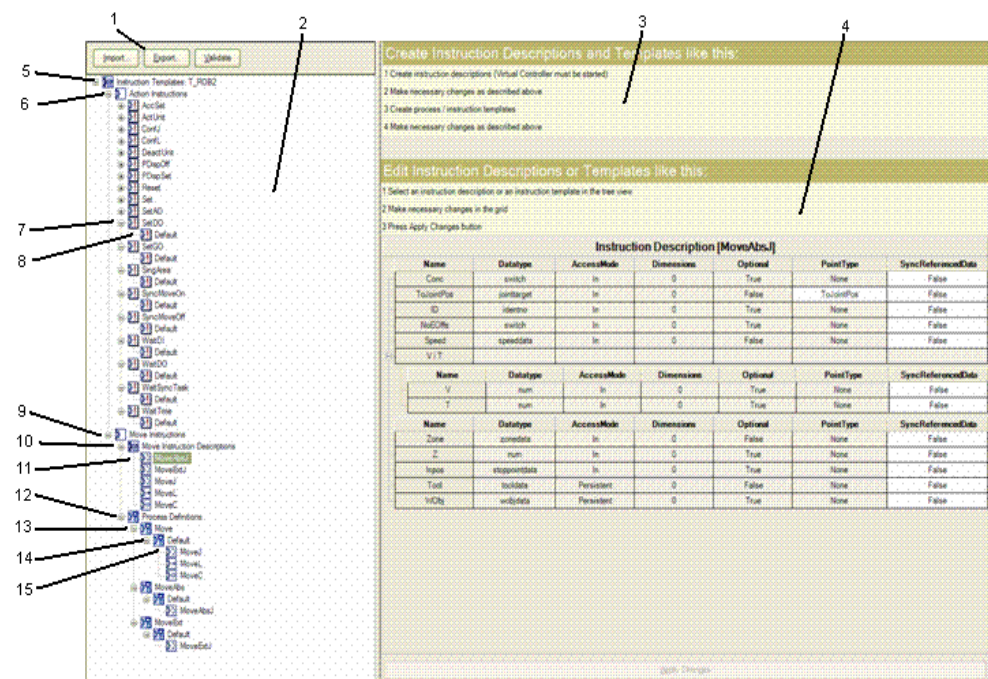 1
2
3
4
5
6
7
8
9
10
11
12
13
14
15
Import...
Export...
Validate
Instruction Templates: T_ROB2
Action Instructions
AccSet
ActUnit
ConfJ
ConfL
DeactUnit
PDispOff
PDispSet
Reset
Set
SetAO
SetDO
Default
SetGO
Default
SingArea
Default
SyncMoveOn
Default
SyncMoveOff
Default
WaitDI
Default
WaitDO
Default
WaitSyncTask
Default
WaitTime
Default
Move Instructions
Move Instruction Descriptions
MoveAbsJ
MoveExtJ
MoveJ
MoveL
MoveC
Process Definitions
Move
Default
MoveJ
MoveL
MoveC
MoveAbs
Default
MoveAbsJ
MoveExt
Default
MoveExtJ
Create Instruction Descriptions and Templates like this:
1 Create instruction descriptions (Virtual Controller must be started)
2 Make necessary changes as described above
3 Create process / instruction templates
4 Make necessary changes as described above
Edit Instruction Descriptions or Templates like this:
1 Select an instruction description or an instruction template in the tree view
2 Make necessary changes in the grid
3 Press Apply Changes button
Instruction Description [MoveAbsJ]
Name Datatype AccessMode Dimensions Optional PointType SyncReferencedData
Conc switch In 0 True None False
ToJointPos jointtarget In 0 False ToJointPos False
ID identno In 0 True None False
NoEOffs switch In 0 True None False
Speed speeddata In 0 False None False
V / T
Name Datatype AccessMode Dimensions Optional PointType SyncReferencedData
V num In 0 True None False
T num In 0 True None False
Name Datatype AccessMode Dimensions Optional PointType SyncReferencedData
Zone zonedata In 0 False None False
Z num In 0 True None False
Inpos stoppointdata In 0 True None False
Tool tooldata Persistent 0 False None False
WObj wobjdata Persistent 0 True None False
Apply Changes